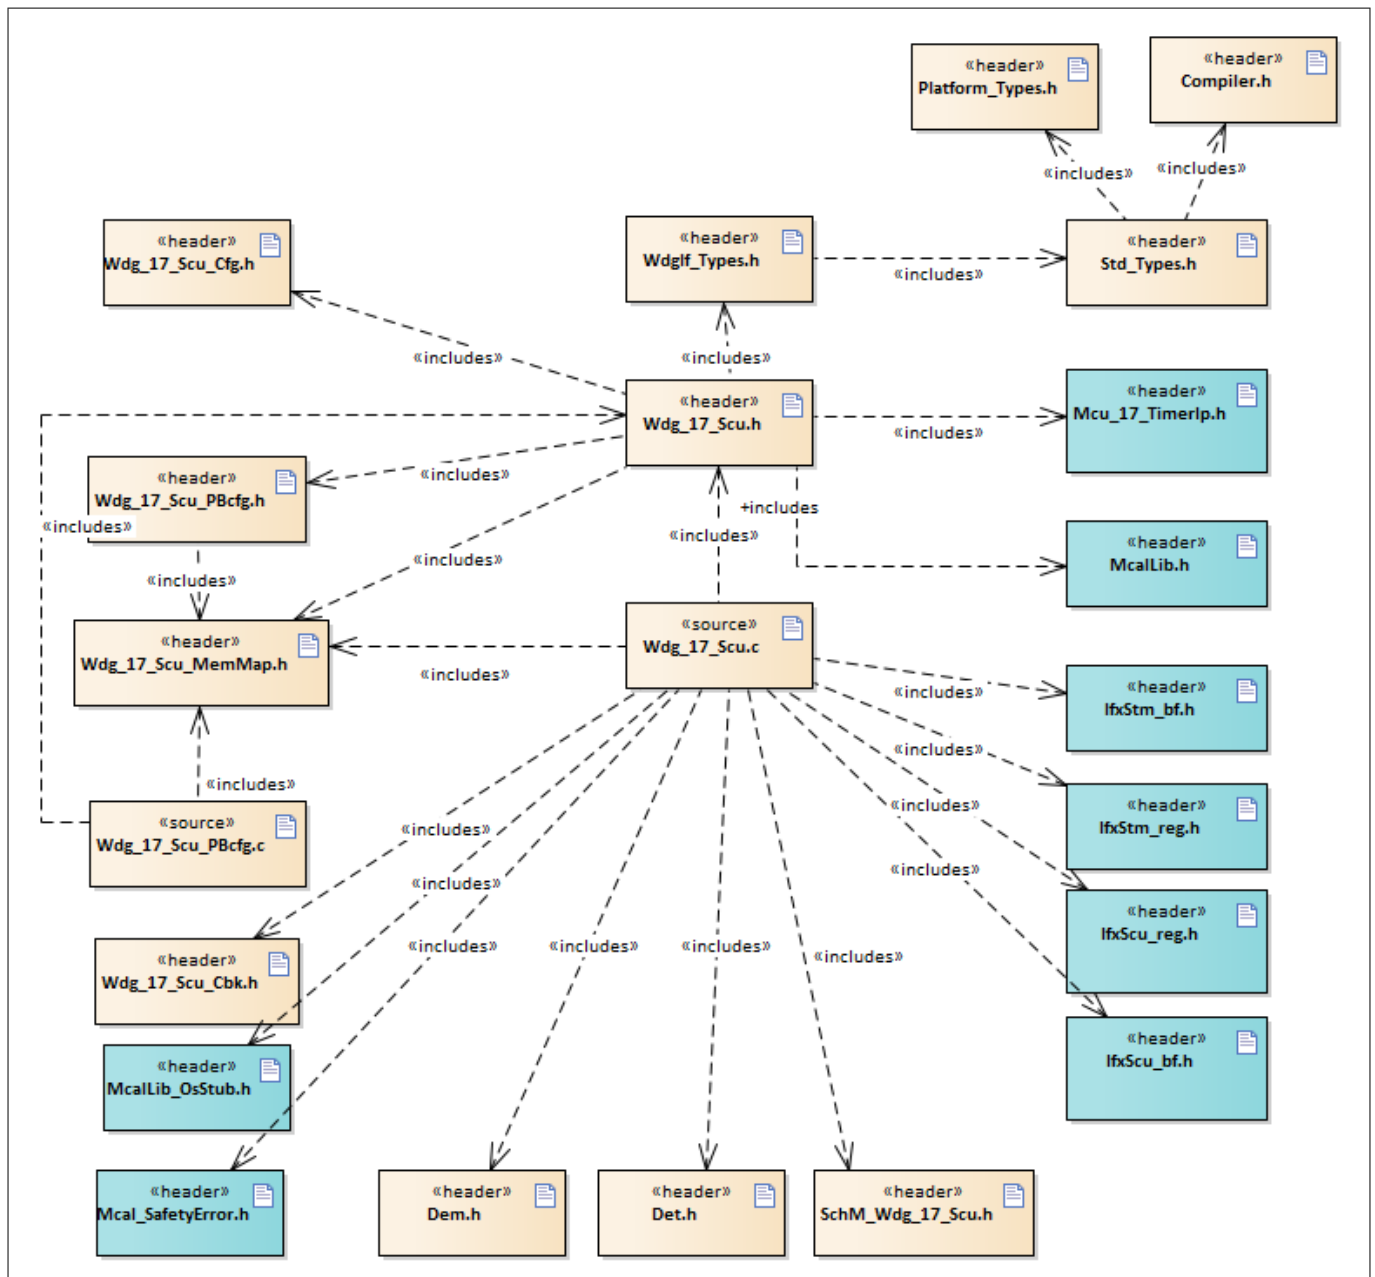 «header»
Platform_Types.h
«header»
Compiler.h
«includes»
«includes»
«header»
Wdg_17_Scu_Cfg.h
«header»
WdgIf_Types.h
«includes»
«header»
Std_Types.h
«includes»
«includes»
«header»
Wdg_17_Scu.h
«includes»
«header»
Mcu_17_TimerIp.h
«header»
Wdg_17_Scu_PBcfg.h
«includes»
«includes»
«includes»
+includes
«includes»
«includes»
«header»
McalLib.h
«includes»
«header»
Wdg_17_Scu_MemMap.h
«includes»
«source»
Wdg_17_Scu.c
«includes»
«header»
IfxStm_bf.h
«includes»
«includes»
«header»
IfxStm_reg.h
«source»
Wdg_17_Scu_PBcfg.c
«includes»
«includes»
«includes»
«includes»
«header»
IfxScu_reg.h
«header»
Wdg_17_Scu_Cbk.h
«includes»
«includes»
«includes»
«includes»
«header»
IfxScu_bf.h
«header»
McalLib_OsStub.h
«header»
Mcal_SafetyError.h
«header»
Dem.h
«header»
Det.h
«header»
SchM_Wdg_17_Scu.h